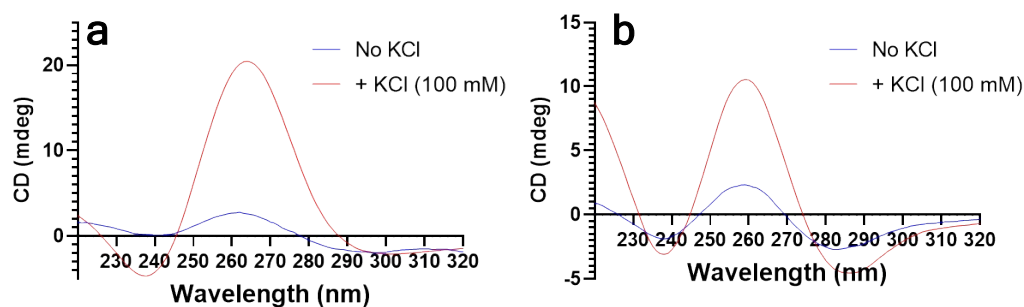 a
No KCl
+ KCl (100 mM)
20
10
0
230 240 250 260 270 280 290 300 310 320
CD (mdeg)
Wavelength (nm)
b
No KCl
+ KCl (100 mM)
15
10
5
0
-5
230 240 250 260 270 280 290 300 310 320
CD (mdeg)
Wavelength (nm)